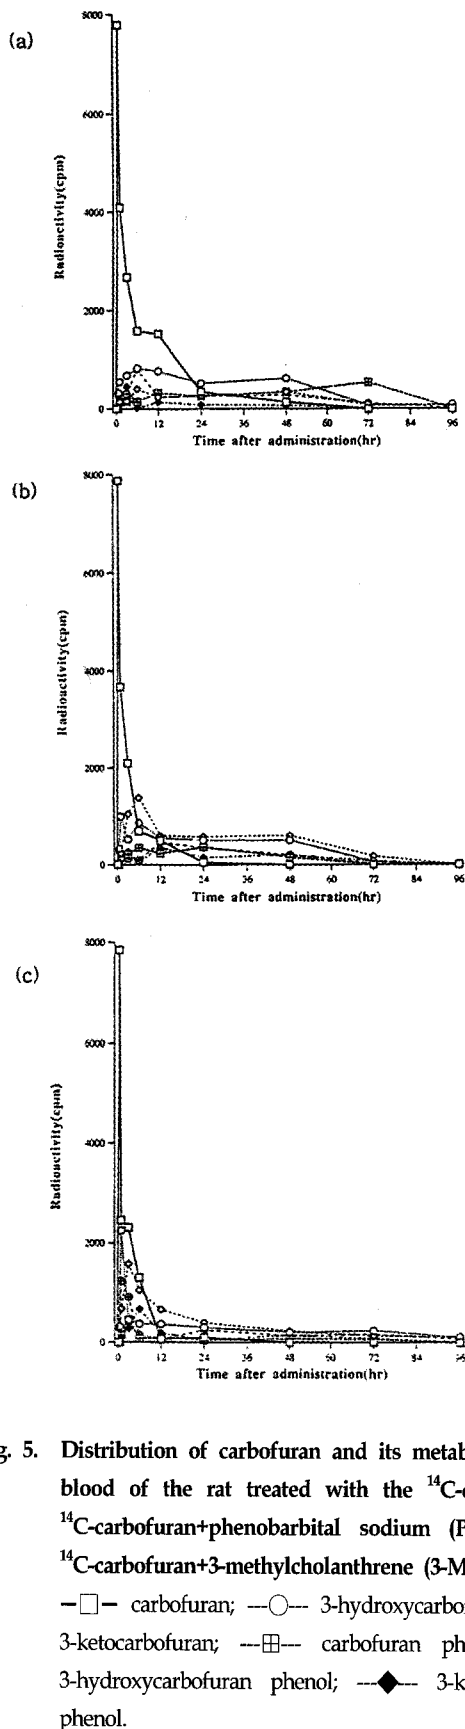 (a)
8000
6000
4000
2000
0
Radioactivity(cpm)
0 12 24 36 48 60 72 84 96
Time after administration(hr)
(b)
8000
6000
4000
2000
0
Radioactivity(cpm)
0 12 24 36 48 60 72 84 96
Time after administration(hr)
(c)
8000
6000
4000
2000
0
Radioactivity(cpm)
0 12 24 36 48 60 72 84 96
Time after administration(hr)
g. 5. Distribution of carbofuran and its metab
blood of the rat treated with the ¹⁴C-c
¹⁴C-carbofuran+phenobarbital sodium (P
¹⁴C-carbofuran+3-methylcholanthrene (3-M
—□— carbofuran; ---○--- 3-hydroxycarbo
3-ketocarbofuran; ---⊞--- carbofuran ph
3-hydroxycarbofuran phenol; ---◆--- 3-k
phenol.